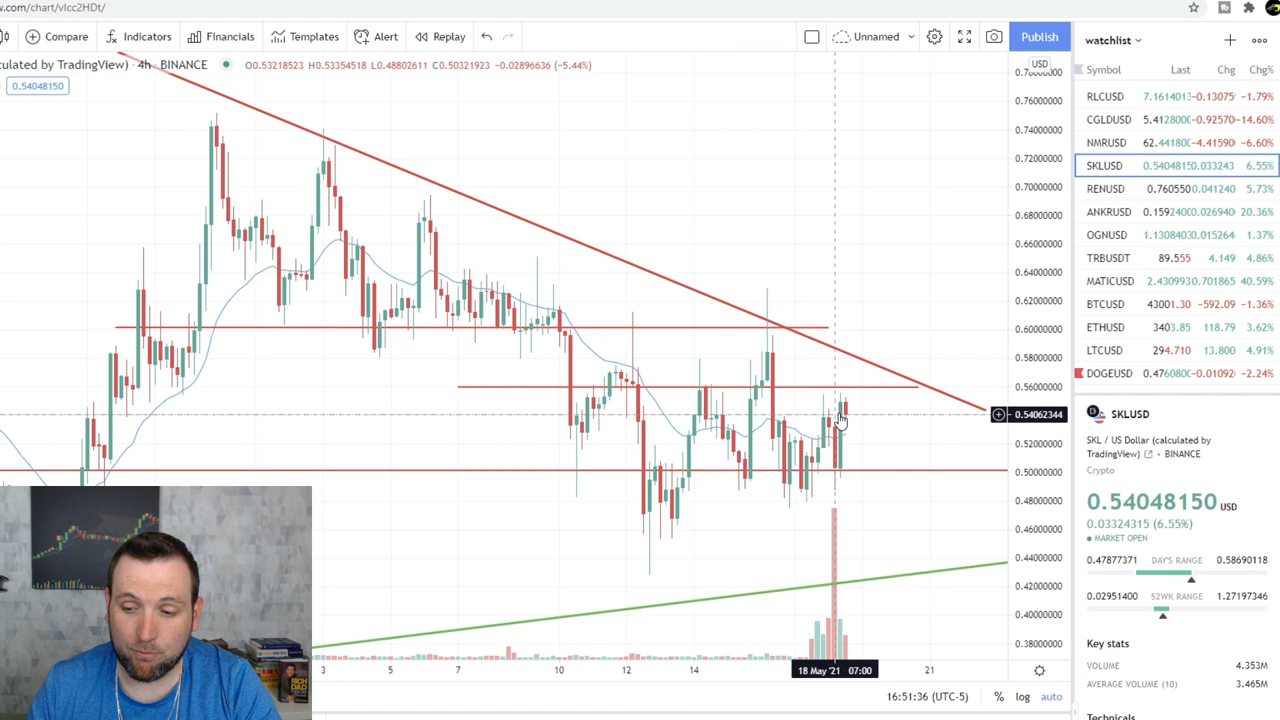 w.com/chart/vlcc2HDt/
Compare Indicators Financials Templates Alert Replay Unnamed Publish
culated by TradingView) · 4h · BINANCE O0.53218523 H0.53354518 L0.48802611 C0.50321923 -0.02896636 (-5.44%)
0.54048150
USD
0.76000000
0.74000000
0.72000000
0.70000000
0.68000000
0.66000000
0.64000000
0.62000000
0.60000000
0.58000000
0.56000000
0.54062344
0.52000000
0.50000000
0.48000000
0.46000000
0.44000000
0.42000000
0.40000000
0.38000000
3 5 7 10 12 14 18 May '21 07:00 21
16:51:36 (UTC-5) % log auto
RICH
DAD
watchlist
Symbol Last Chg Chg%
RLCUSD 7.1614013 -0.13075 -1.79%
CGLDUSD 5.412800 -0.92570 -14.60%
NMRUSD 62.441800 -4.41590 -6.60%
SKLUSD 0.5404815 0.033243 6.55%
RENUSD 0.760550 0.041240 5.73%
ANKRUSD 0.159240 0.026940 20.36%
OGNUSD 1.130840 0.015264 1.37%
TRBUSDT 89.555 4.149 4.86%
MATICUSD 2.430993 0.701865 40.59%
BTCUSD 43001.30 -592.09 -1.36%
ETHUSD 3403.85 118.79 3.62%
LTCUSD 294.710 13.800 4.91%
DOGEUSD 0.476080 -0.01092 -2.24%
SKLUSD
SKL / US Dollar (calculated by
TradingView) · BINANCE
Crypto
0.54048150 USD
0.03324315 (6.55%)
MARKET OPEN
0.47877371 DAY'S RANGE 0.58690118
0.02951400 52WK RANGE 1.27197346
Key stats
VOLUME 4.353M
AVERAGE VOLUME (10) 3.465M
Technicals